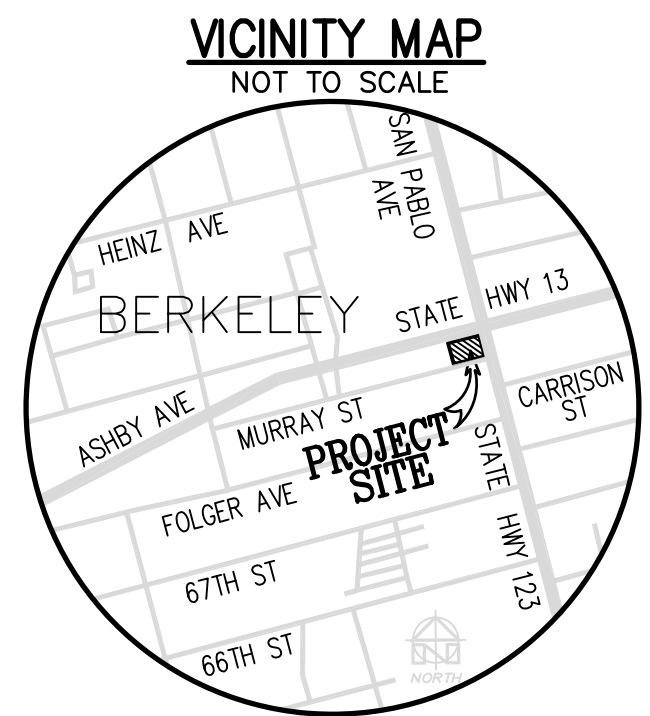 VICINITY MAP
NOT TO SCALE
SAN PABLO
AVE
HEINZ AVE
BERKELEY
STATE HWY 13
ASHBY AVE
MURRAY ST
CARRISON
ST
PROJECT
SITE
STATE HWY 123
FOLGER AVE
67TH ST
66TH ST
N
NORTH